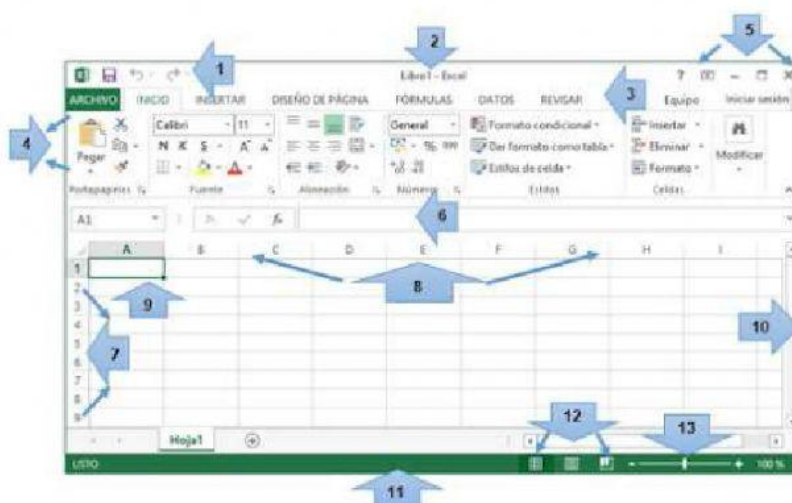 5
2
1
Libro1 - Excel
?
ARCHIVO INICIO INSERTAR DISEÑO DE PÁGINA FÓRMULAS DATOS REVISAR 3 Equipo Iniciar sesión
4
Pegar
Calibri 11
N K S A A
General
% 000
Formato condicional
Dar formato como tabla
Estilos de celda
Insertar
Eliminar
Formato
Modificar
Portapapeles Fuente Alineación Número Estilos Celdas
A1 fx 6
A B C D E F G H I
1
2
3
4
5
6
7
8
9
9
8
7
10
12
13
Hoja1
LISTO 100 %
11